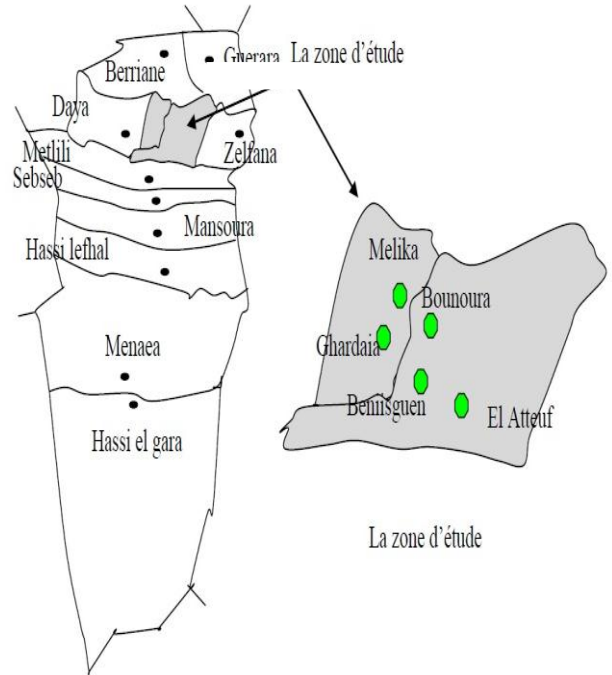 Guerara
La zone d'étude
Berriane
Daya
Metlili
Zelfana
Sebseb
Mansoura
Hassi lefhal
Melika
Bounoura
Menaea
Ghardaia
Beniisguen
El Atteuf
Hassi el gara
La zone d'étude